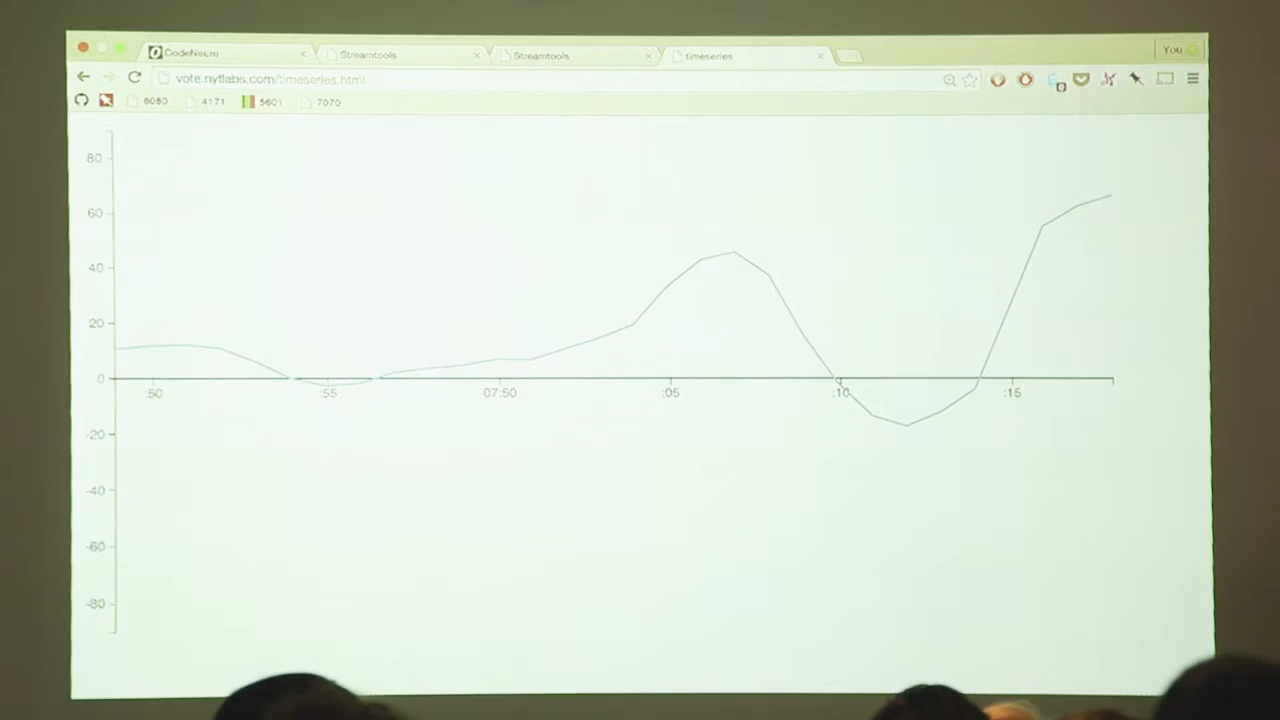 CodeNeuro Streamtools Streamtools timeseries You
vote.nytlabs.com/timeseries.html
8080 4171 5601 7070
80
60
40
20
0
:50 :55 07:50 :05 :10 :15
-20
-40
-60
-80